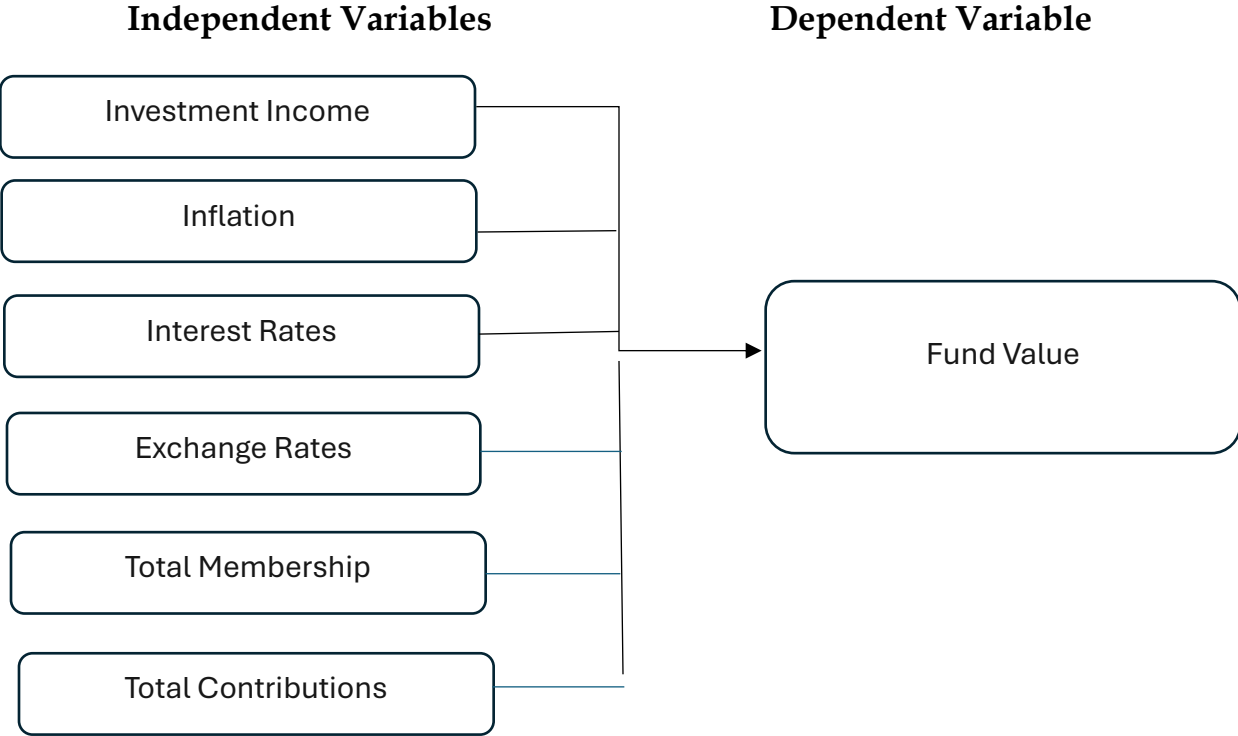 Independent Variables
Dependent Variable
Investment Income
Inflation
Interest Rates
Fund Value
Exchange Rates
Total Membership
Total Contributions